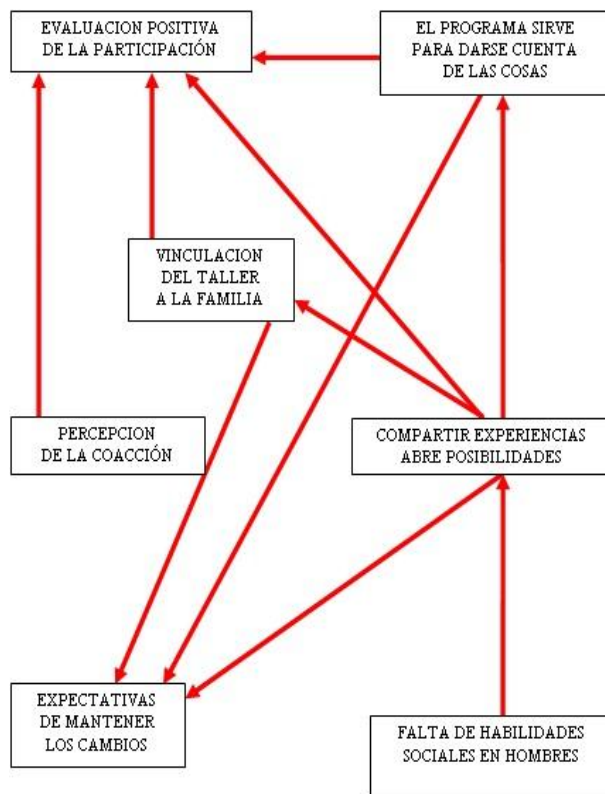 EVALUACION POSITIVA
DE LA PARTICIPACIÓN
EL PROGRAMA SIRVE
PARA DARSE CUENTA
DE LAS COSAS
VINCULACION
DEL TALLER
A LA FAMILIA
PERCEPCION
DE LA COACCIÓN
COMPARTIR EXPERIENCIAS
ABRE POSIBILIDADES
EXPECTATIVAS
DE MANTENER
LOS CAMBIOS
FALTA DE HABILIDADES
SOCIALES EN HOMBRES